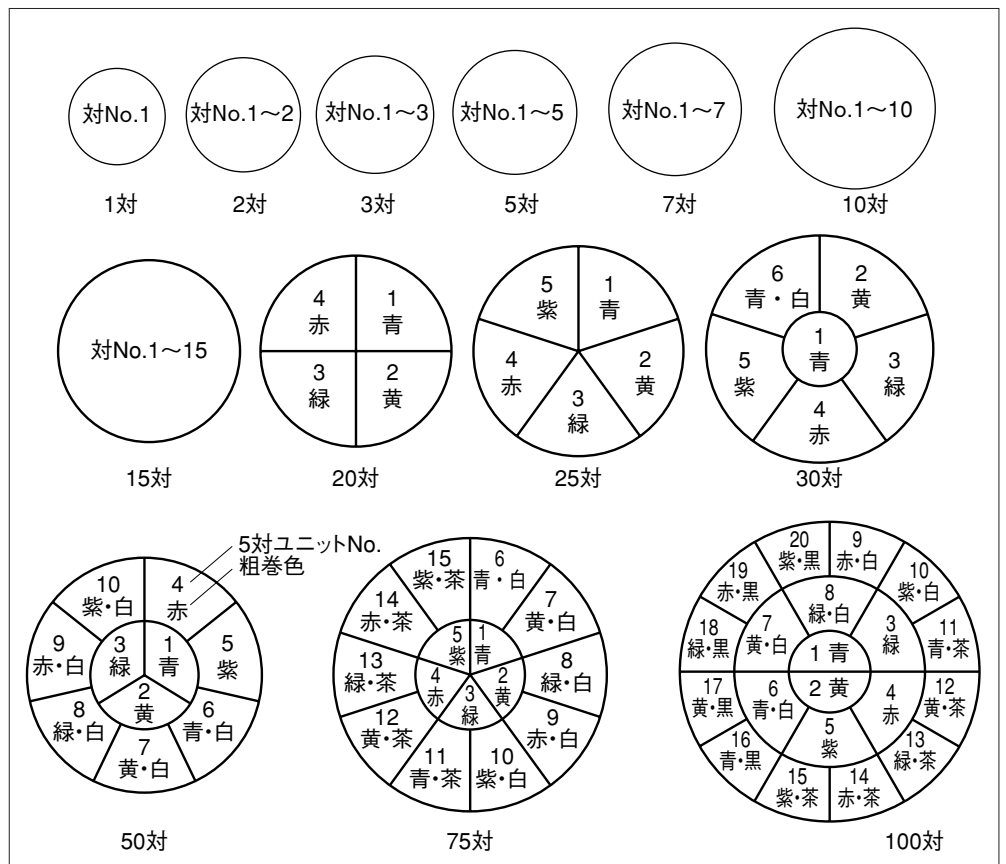 対No.1
対No.1～2
対No.1～3
対No.1～5
対No.1～7
対No.1～10
1対
2対
3対
5対
7対
10対
対No.1～15
4
赤
1
青
3
緑
2
黄
5
紫
1
青
4
赤
2
黄
3
緑
6
青・白
2
黄
1
青
5
紫
3
緑
4
赤
15対
20対
25対
30対
5対ユニットNo.
粗巻色
10
紫・白
4
赤
9
赤・白
3
緑
1
青
5
紫
2
黄
8
緑・白
6
青・白
7
黄・白
15
紫・茶
6
青・白
14
赤・茶
7
黄・白
5
紫
1
青
13
緑・茶
4
赤
2
黄
8
緑・白
3
緑
12
黄・茶
9
赤・白
11
青・茶
10
紫・白
20
紫・黒
9
赤・白
19
赤・黒
10
紫・白
8
緑・白
18
緑・黒
7
黄・白
3
緑
11
青・茶
1 青
2 黄
17
黄・黒
6
青・白
4
赤
12
黄・茶
5
紫
16
青・黒
13
緑・茶
15
紫・茶
14
赤・茶
50対
75対
100対